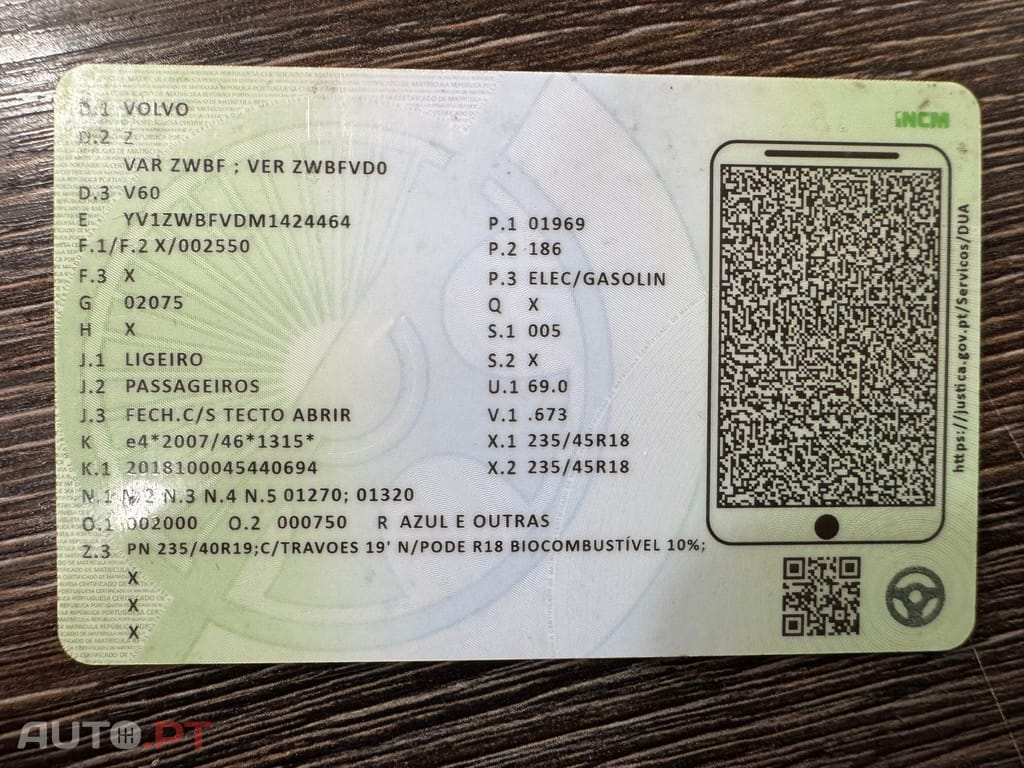 D.1 VOLVO
D.2 Z
VAR ZWBF ; VER ZWBFVD0
D.3 V60
E YV1ZWBFVDM1424464
F.1/F.2 X/002550
F.3 X
G 02075
H X
J.1 LIGEIRO
J.2 PASSAGEIROS
J.3 FECH.C/S TECTO ABRIR
K e4*2007/46*1315*
K.1 2018100045440694
N.1 N.2 N.3 N.4 N.5 01270; 01320
O.1 002000 O.2 000750 R AZUL E OUTRAS
Z.3 PN 235/40R19;C/TRAVOES 19' N/PODE R18 BIOCOMBUSTÍVEL 10%;
X
X
X
P.1 01969
P.2 186
P.3 ELEC/GASOLIN
Q X
S.1 005
S.2 X
U.1 69.0
V.1 .673
X.1 235/45R18
X.2 235/45R18
INCM
https://justica.gov.pt/Servicos/DUA
AUTO.PT